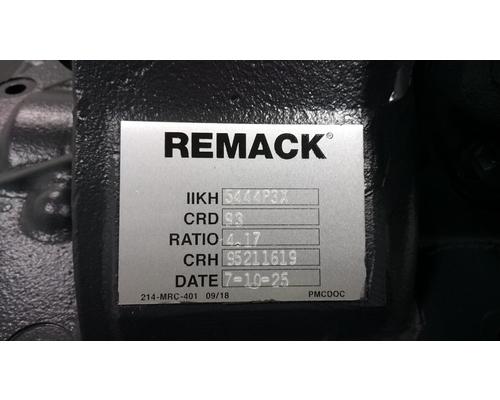 REMACK®
IIKH S444P3X
CRD 93
RATIO 4.17
CRH 95211619
DATE 7-10-25
214-MRC-401 09/18 PMCDOC